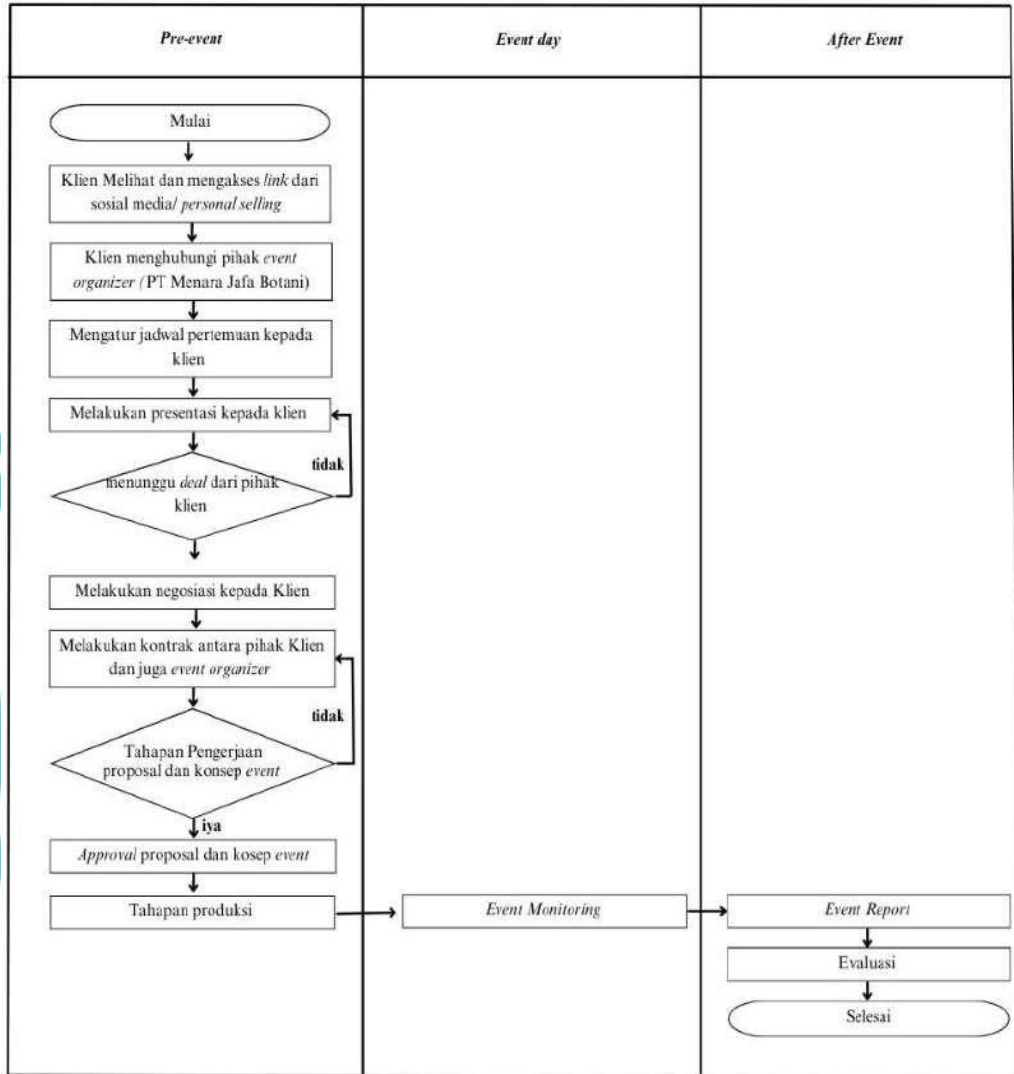 Pre-event
Event day
After Event
Mulai
Klien Melihat dan mengakses link dari
sosial media/ personal selling
Klien menghubungi pihak event
organizer (PT Menara Jafa Botani)
Mengatur jadwal pertemuan kepada
klien
Melakukan presentasi kepada klien
tidak
menunggu deal dari pihak
klien
Melakukan negosiasi kepada Klien
Melakukan kontrak antara pihak Klien
dan juga event organizer
tidak
Tahapan Pengerjaan
proposal dan konsep event
iya
Approval proposal dan kosep event
Tahapan produksi
Event Monitoring
Event Report
Evaluasi
Selesai